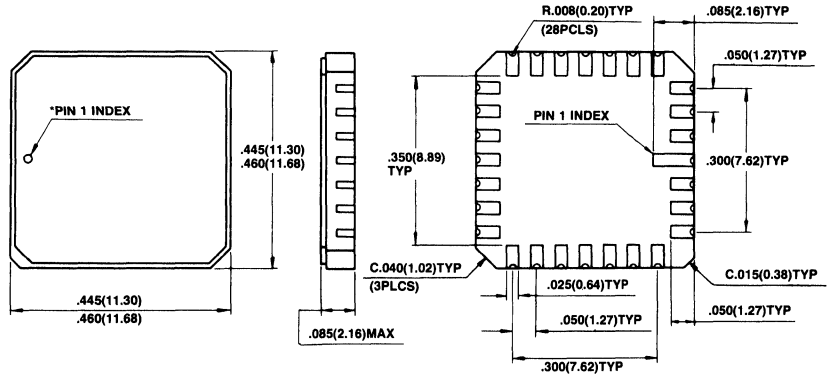 *PIN 1 INDEX
.445(11.30)
.460(11.68)
.445(11.30)
.460(11.68)
.085(2.16)MAX
R.008(0.20)TYP
(28PCLS)
.085(2.16)TYP
.050(1.27)TYP
PIN 1 INDEX
.350(8.89)
TYP
.300(7.62)TYP
C.040(1.02)TYP
(3PLCS)
.025(0.64)TYP
C.015(0.38)TYP
.050(1.27)TYP
.050(1.27)TYP
.300(7.62)TYP